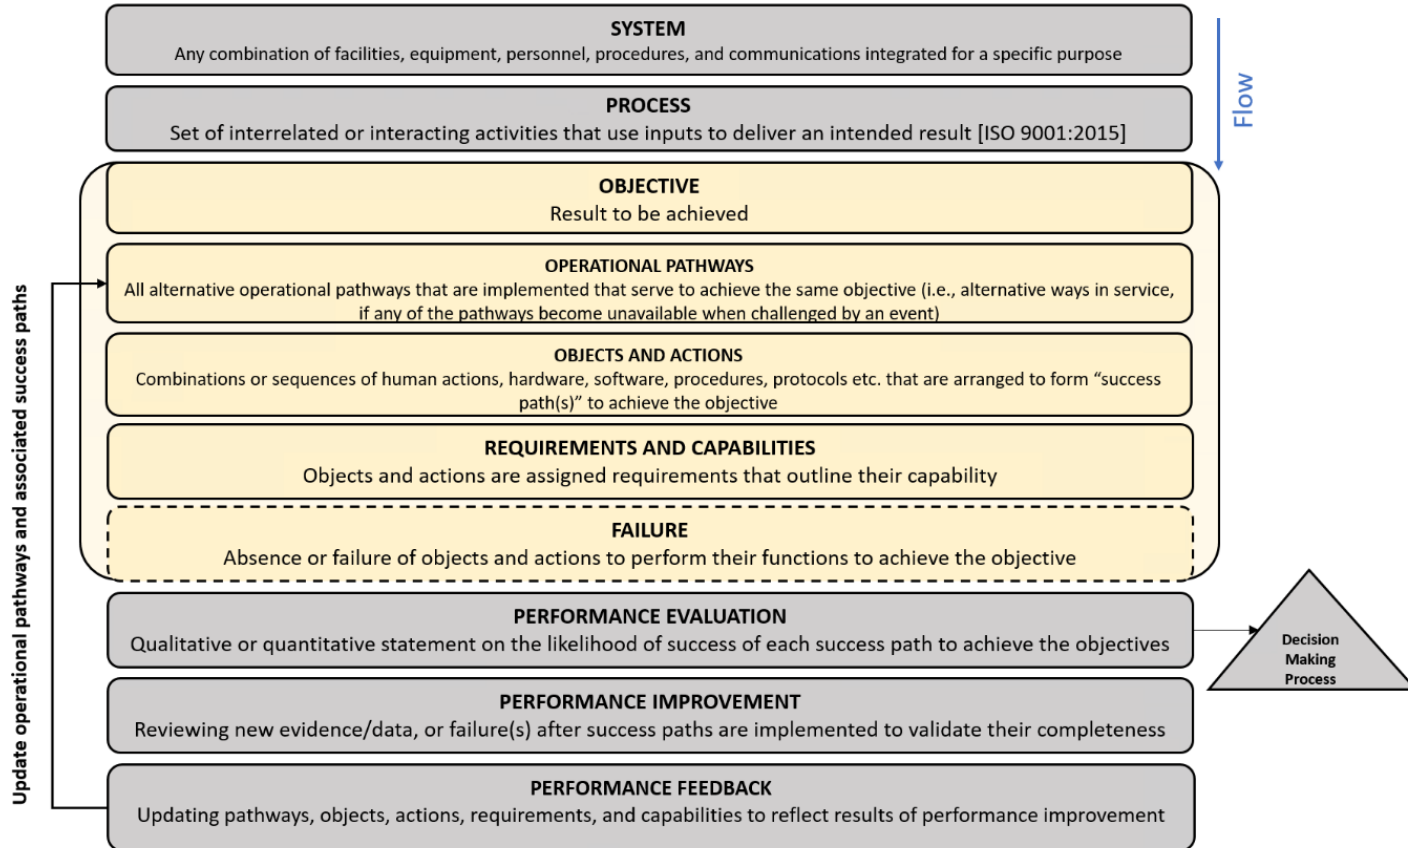 SYSTEM
Any combination of facilities, equipment, personnel, procedures, and communications integrated for a specific purpose
Flow
PROCESS
Set of interrelated or interacting activities that use inputs to deliver an intended result [ISO 9001:2015]
OBJECTIVE
Result to be achieved
OPERATIONAL PATHWAYS
All alternative operational pathways that are implemented that serve to achieve the same objective (i.e., alternative ways in service,
if any of the pathways become unavailable when challenged by an event)
OBJECTS AND ACTIONS
Combinations or sequences of human actions, hardware, software, procedures, protocols etc. that are arranged to form “success
path(s)” to achieve the objective
REQUIREMENTS AND CAPABILITIES
Objects and actions are assigned requirements that outline their capability
FAILURE
Absence or failure of objects and actions to perform their functions to achieve the objective
PERFORMANCE EVALUATION
Qualitative or quantitative statement on the likelihood of success of each success path to achieve the objectives
Decision
Making
Process
PERFORMANCE IMPROVEMENT
Reviewing new evidence/data, or failure(s) after success paths are implemented to validate their completeness
PERFORMANCE FEEDBACK
Updating pathways, objects, actions, requirements, and capabilities to reflect results of performance improvement
Update operational pathways and associated success paths